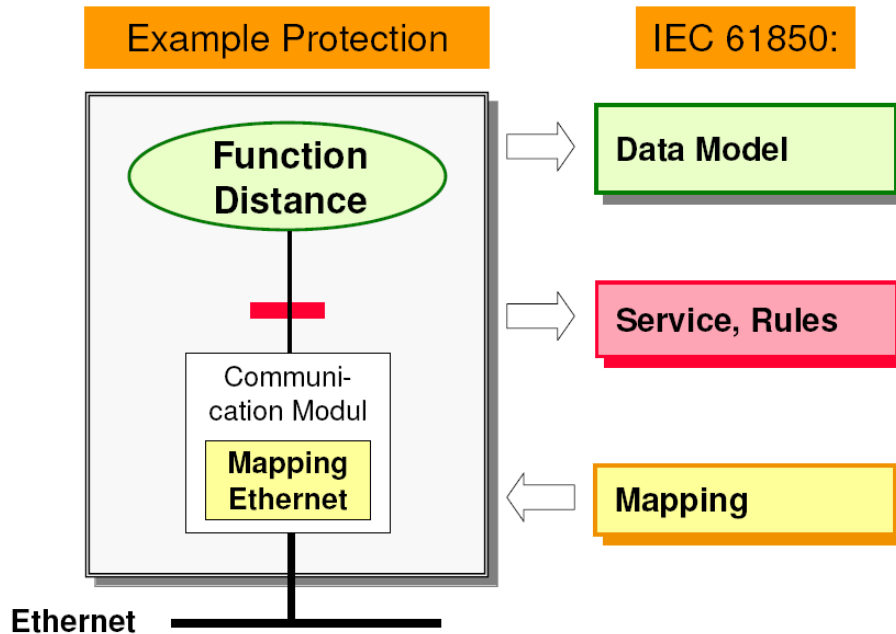 Example Protection
IEC 61850:
Function
Distance
Data Model
Service, Rules
Communi-
cation Modul
Mapping
Ethernet
Mapping
Ethernet